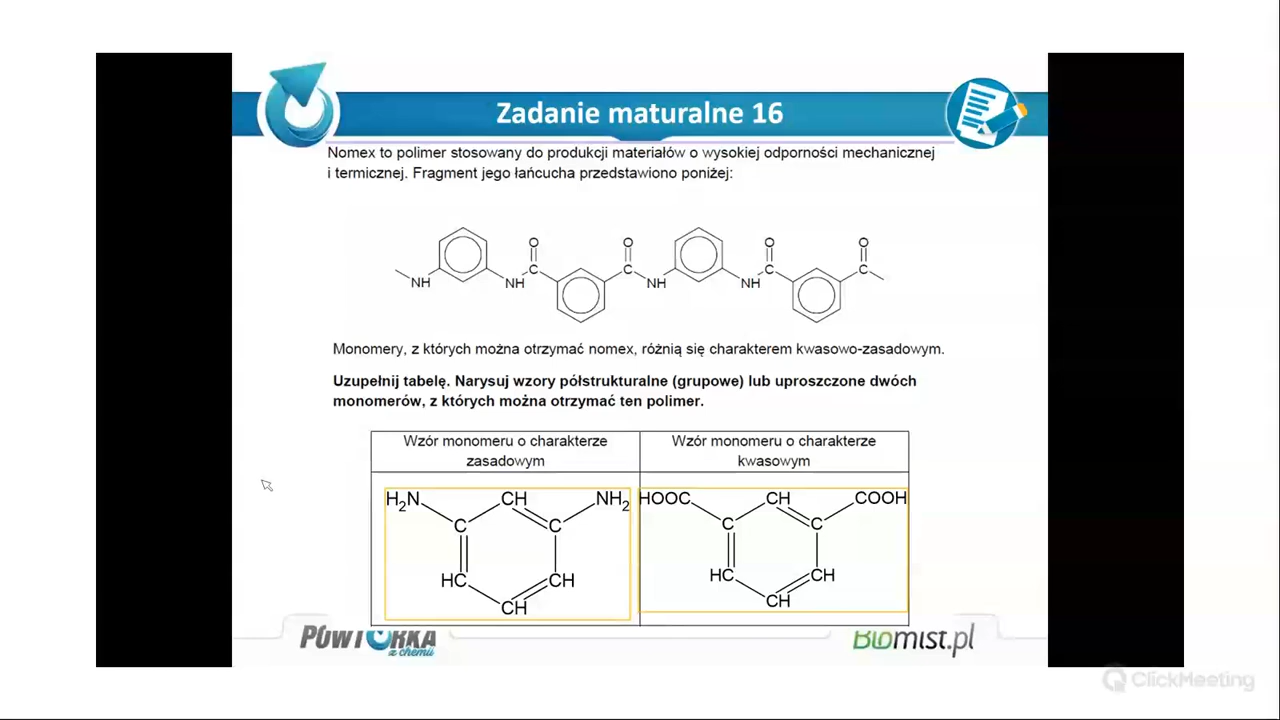 Zadanie maturalne 16
Nomex to polimer stosowany do produkcji materiałów o wysokiej odporności mechanicznej
i termicznej. Fragment jego łańcucha przedstawiono poniżej:
O O O O
C C C C
NH NH NH NH
Monomery, z których można otrzymać nomex, różnią się charakterem kwasowo-zasadowym.
Uzupełnij tabelę. Narysuj wzory półstrukturalne (grupowe) lub uproszczone dwóch
monomerów, z których można otrzymać ten polimer.
Wzór monomeru o charakterze
zasadowym
Wzór monomeru o charakterze
kwasowym
H2N CH NH2
C C
HC CH
CH
HOOC CH COOH
C C
HC CH
CH
POWTÓRKA
z chemii
Biomist.pl
ClickMeeting